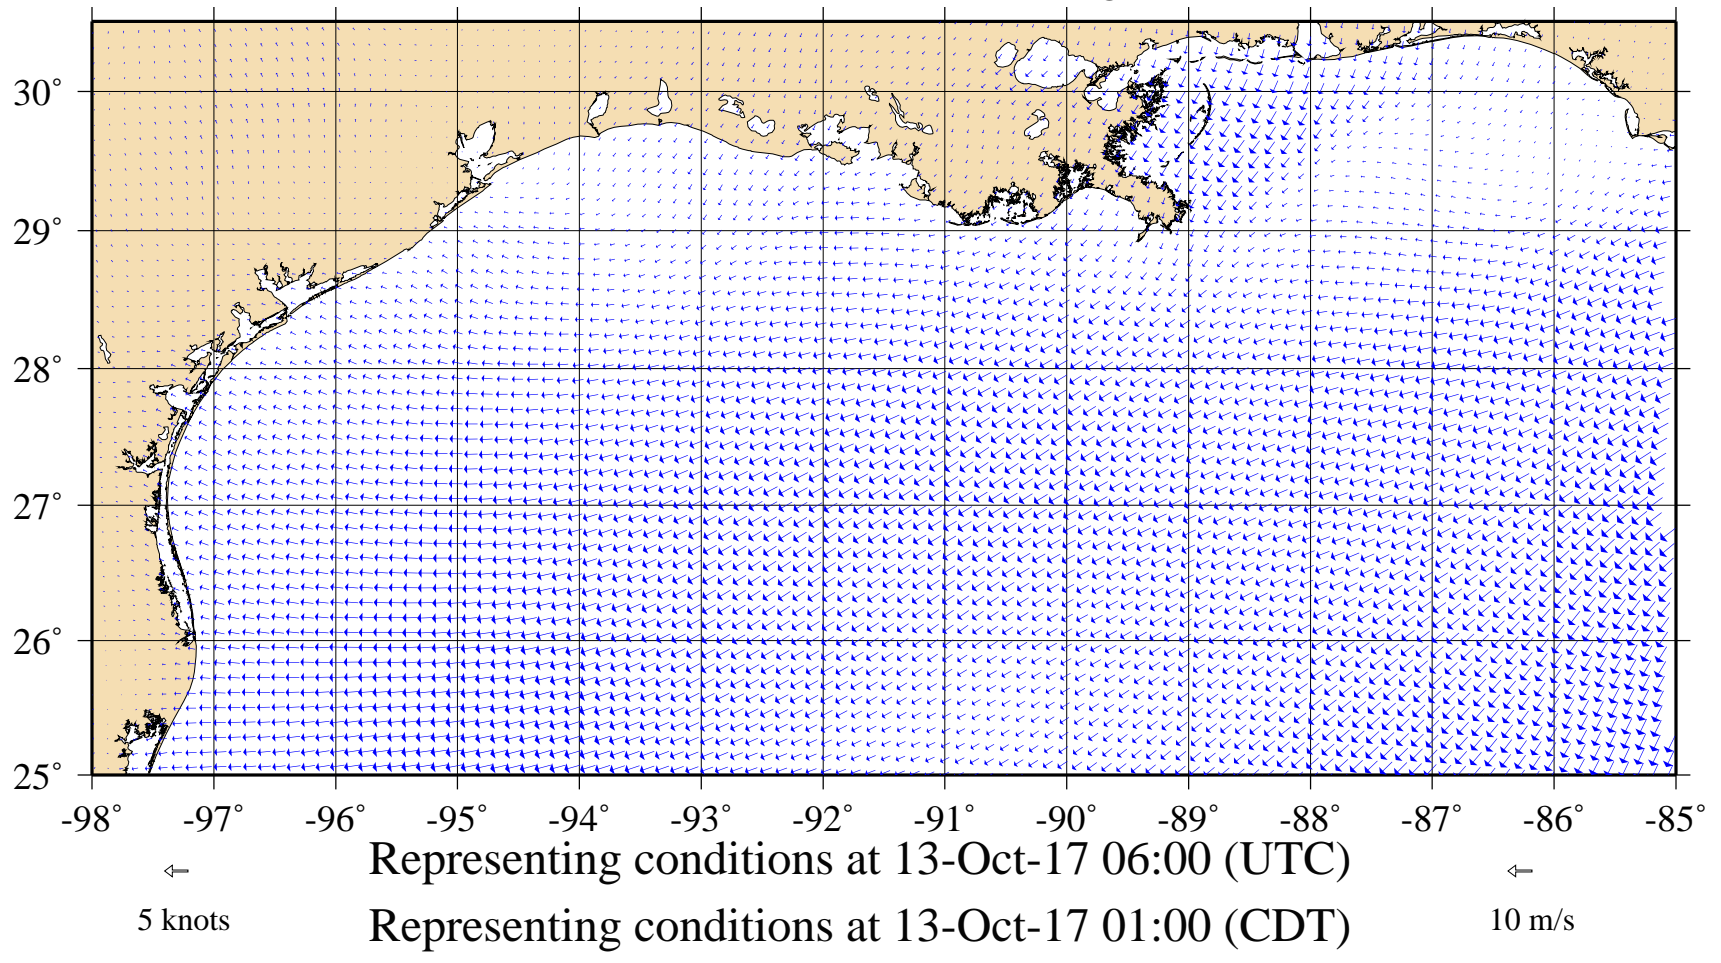 30°
29°
28°
27°
26°
25°
-98° -97° -96° -95° -94° -93° -92° -91° -90° -89° -88° -87° -86° -85°
Representing conditions at 13-Oct-17 06:00 (UTC)
5 knots
Representing conditions at 13-Oct-17 01:00 (CDT)
10 m/s